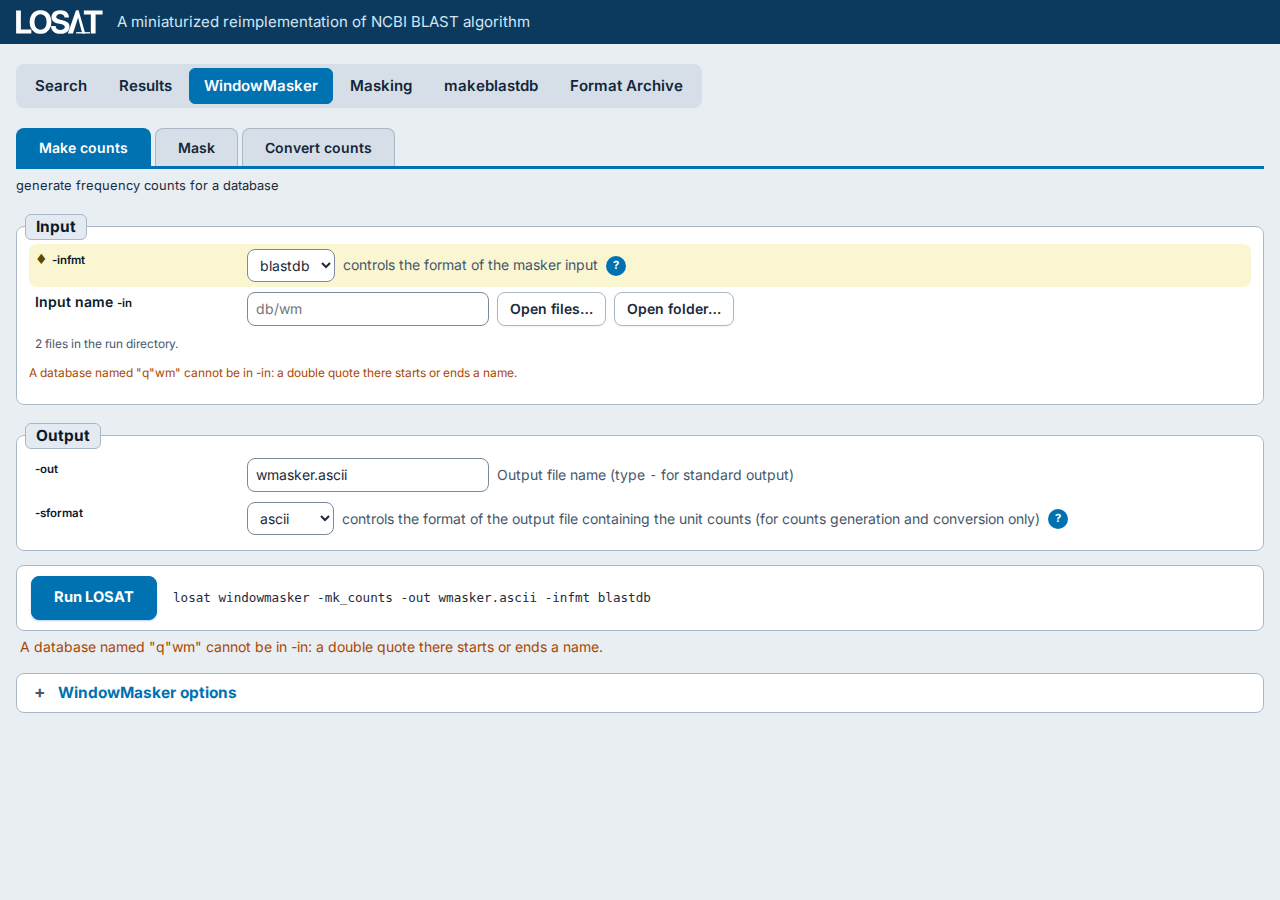 LOSAT A miniaturized reimplementation of NCBI BLAST algorithm
Search Results WindowMasker Masking makeblastdb Format Archive
Make counts Mask Convert counts
generate frequency counts for a database
Input
♦ -infmt blastdb controls the format of the masker input ?
Input name -in db/wm Open files... Open folder...
2 files in the run directory.
A database named "q"wm" cannot be in -in: a double quote there starts or ends a name.
Output
-out wmasker.ascii Output file name (type - for standard output)
-sformat ascii controls the format of the output file containing the unit counts (for counts generation and conversion only) ?
Run LOSAT losat windowmasker -mk_counts -out wmasker.ascii -infmt blastdb
A database named "q"wm" cannot be in -in: a double quote there starts or ends a name.
+ WindowMasker options